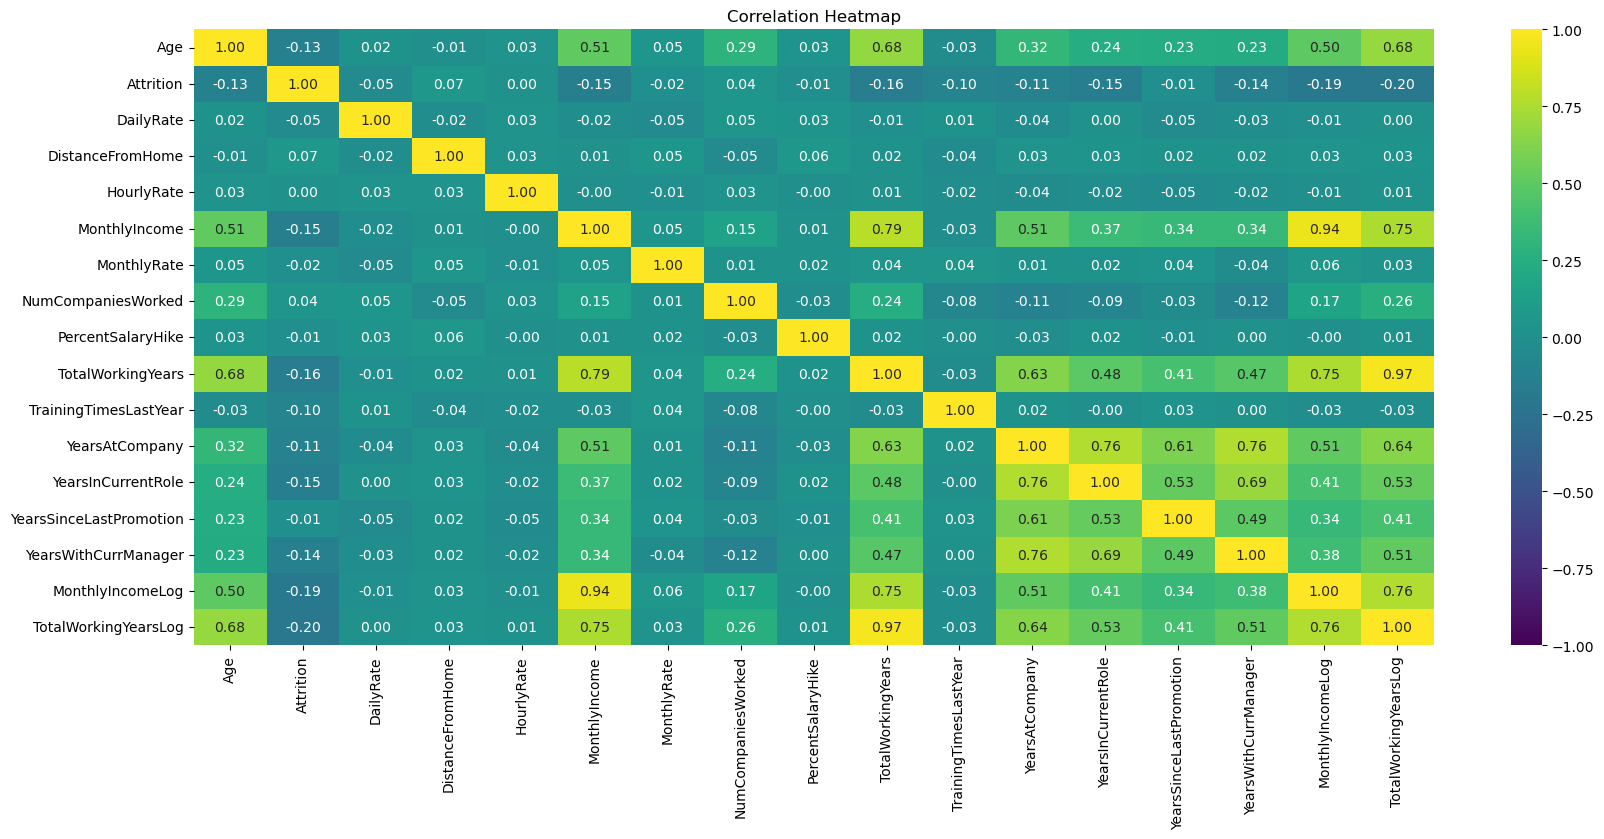 Correlation Heatmap
Age 1.00 -0.13 0.02 -0.01 0.03 0.51 0.05 0.29 0.03 0.68 -0.03 0.32 0.24 0.23 0.23 0.50 0.68
Attrition -0.13 1.00 -0.05 0.07 0.00 -0.15 -0.02 0.04 -0.01 -0.16 -0.10 -0.11 -0.15 -0.01 -0.14 -0.19 -0.20
DailyRate 0.02 -0.05 1.00 -0.02 0.03 -0.02 -0.05 0.05 0.03 -0.01 0.01 -0.04 0.00 -0.05 -0.03 -0.01 0.00
DistanceFromHome -0.01 0.07 -0.02 1.00 0.03 0.01 0.05 -0.05 0.06 0.02 -0.04 0.03 0.03 0.02 0.02 0.03 0.03
HourlyRate 0.03 0.00 0.03 0.03 1.00 -0.00 -0.01 0.03 -0.00 0.01 -0.02 -0.04 -0.02 -0.05 -0.02 -0.01 0.01
MonthlyIncome 0.51 -0.15 -0.02 0.01 -0.00 1.00 0.05 0.15 0.01 0.79 -0.03 0.51 0.37 0.34 0.34 0.94 0.75
MonthlyRate 0.05 -0.02 -0.05 0.05 -0.01 0.05 1.00 0.01 0.02 0.04 0.04 0.01 0.02 0.04 -0.04 0.06 0.03
NumCompaniesWorked 0.29 0.04 0.05 -0.05 0.03 0.15 0.01 1.00 -0.03 0.24 -0.08 -0.11 -0.09 -0.03 -0.12 0.17 0.26
PercentSalaryHike 0.03 -0.01 0.03 0.06 -0.00 0.01 0.02 -0.03 1.00 0.02 -0.00 -0.03 0.02 -0.01 0.00 -0.00 0.01
TotalWorkingYears 0.68 -0.16 -0.01 0.02 0.01 0.79 0.04 0.24 0.02 1.00 -0.03 0.63 0.48 0.41 0.47 0.75 0.97
TrainingTimesLastYear -0.03 -0.10 0.01 -0.04 -0.02 -0.03 0.04 -0.08 -0.00 -0.03 1.00 0.02 -0.00 0.03 0.00 -0.03 -0.03
YearsAtCompany 0.32 -0.11 -0.04 0.03 -0.04 0.51 0.01 -0.11 -0.03 0.63 0.02 1.00 0.76 0.61 0.76 0.51 0.64
YearsInCurrentRole 0.24 -0.15 0.00 0.03 -0.02 0.37 0.02 -0.09 0.02 0.48 -0.00 0.76 1.00 0.53 0.69 0.41 0.53
YearsSinceLastPromotion 0.23 -0.01 -0.05 0.02 -0.05 0.34 0.04 -0.03 -0.01 0.41 0.03 0.61 0.53 1.00 0.49 0.34 0.41
YearsWithCurrManager 0.23 -0.14 -0.03 0.02 -0.02 0.34 -0.04 -0.12 0.00 0.47 0.00 0.76 0.69 0.49 1.00 0.38 0.51
MonthlyIncomeLog 0.50 -0.19 -0.01 0.03 -0.01 0.94 0.06 0.17 -0.00 0.75 -0.03 0.51 0.41 0.34 0.38 1.00 0.76
TotalWorkingYearsLog 0.68 -0.20 0.00 0.03 0.01 0.75 0.03 0.26 0.01 0.97 -0.03 0.64 0.53 0.41 0.51 0.76 1.00
Age
Attrition
DailyRate
DistanceFromHome
HourlyRate
MonthlyIncome
MonthlyRate
NumCompaniesWorked
PercentSalaryHike
TotalWorkingYears
TrainingTimesLastYear
YearsAtCompany
YearsInCurrentRole
YearsSinceLastPromotion
YearsWithCurrManager
MonthlyIncomeLog
TotalWorkingYearsLog
1.00
0.75
0.50
0.25
0.00
−0.25
−0.50
−0.75
−1.00